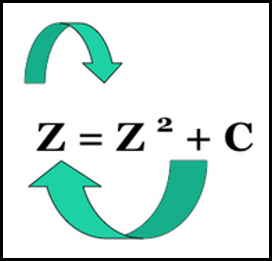 Z = Z ² + C